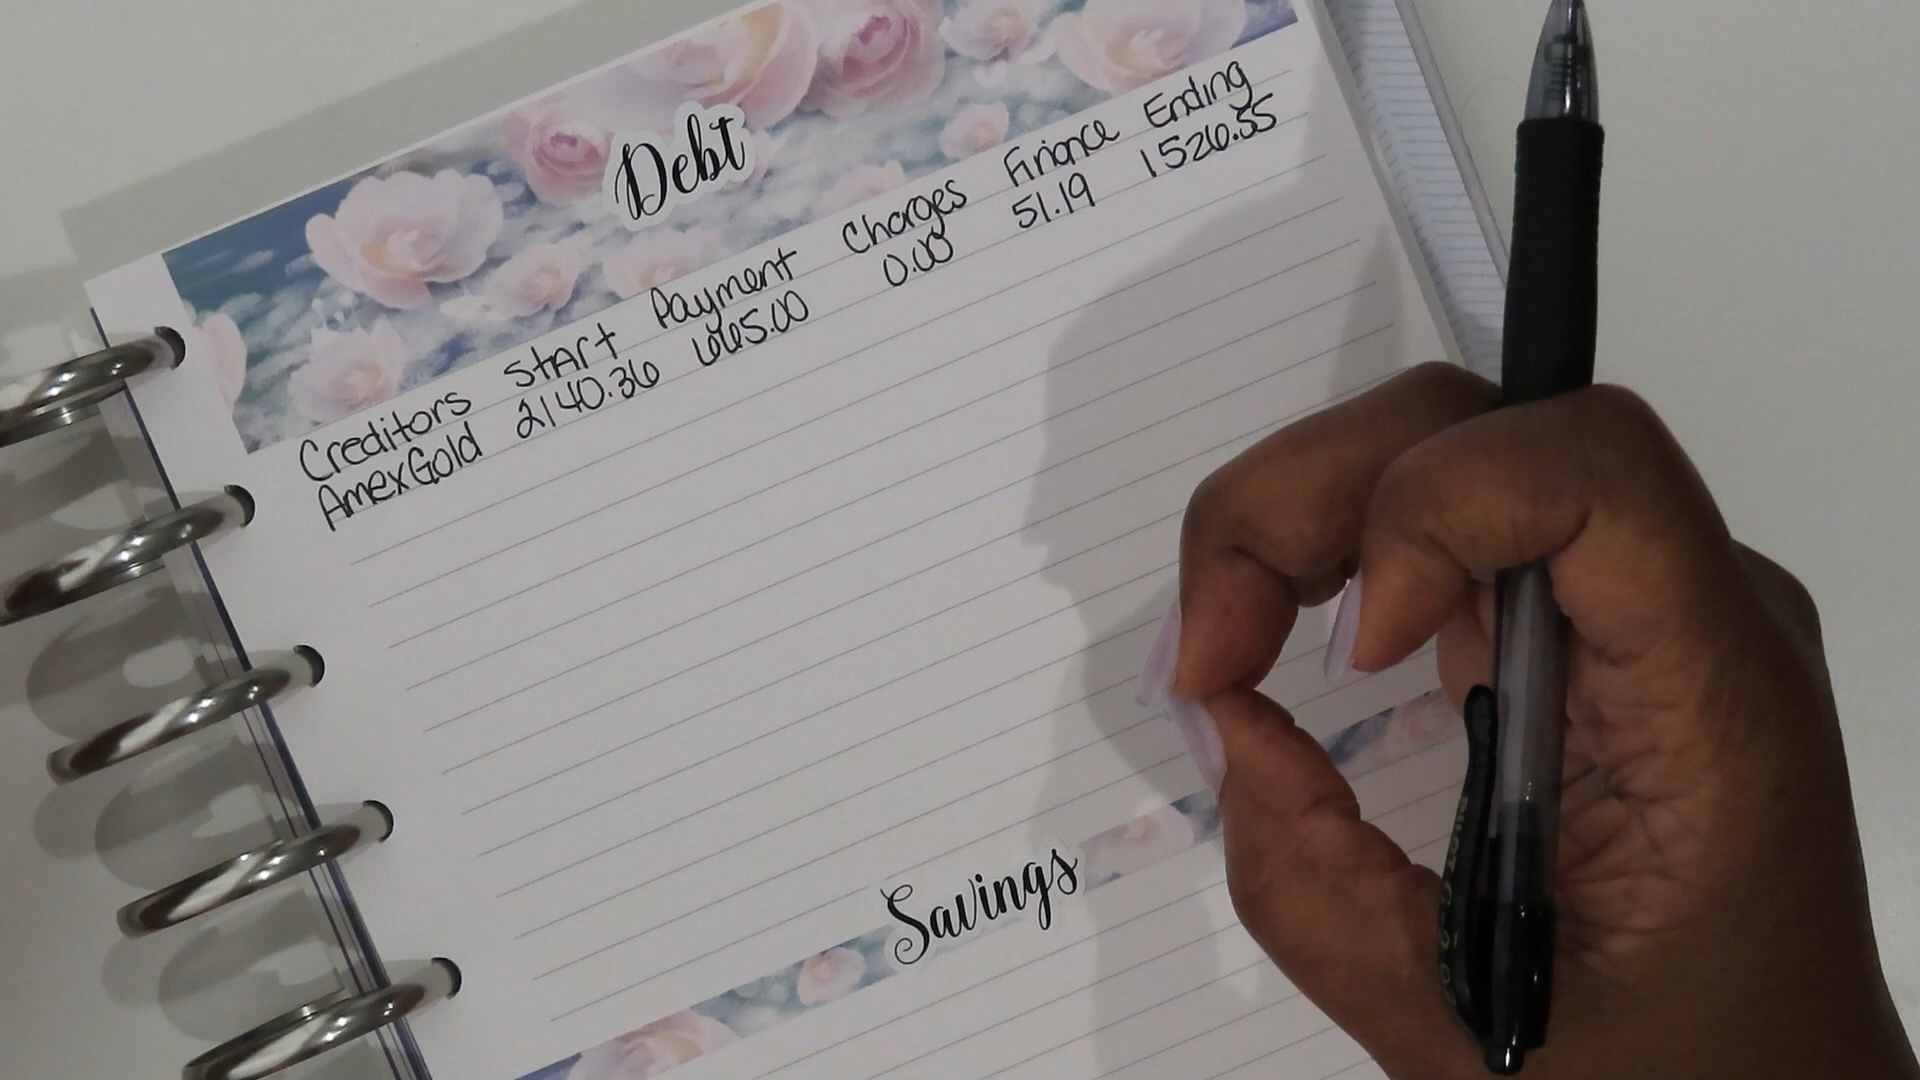 Debt
Creditors Start Payment Charges Finance Ending
AmexGold 2140.36 665.00 0.00 51.19 1526.55
Savings